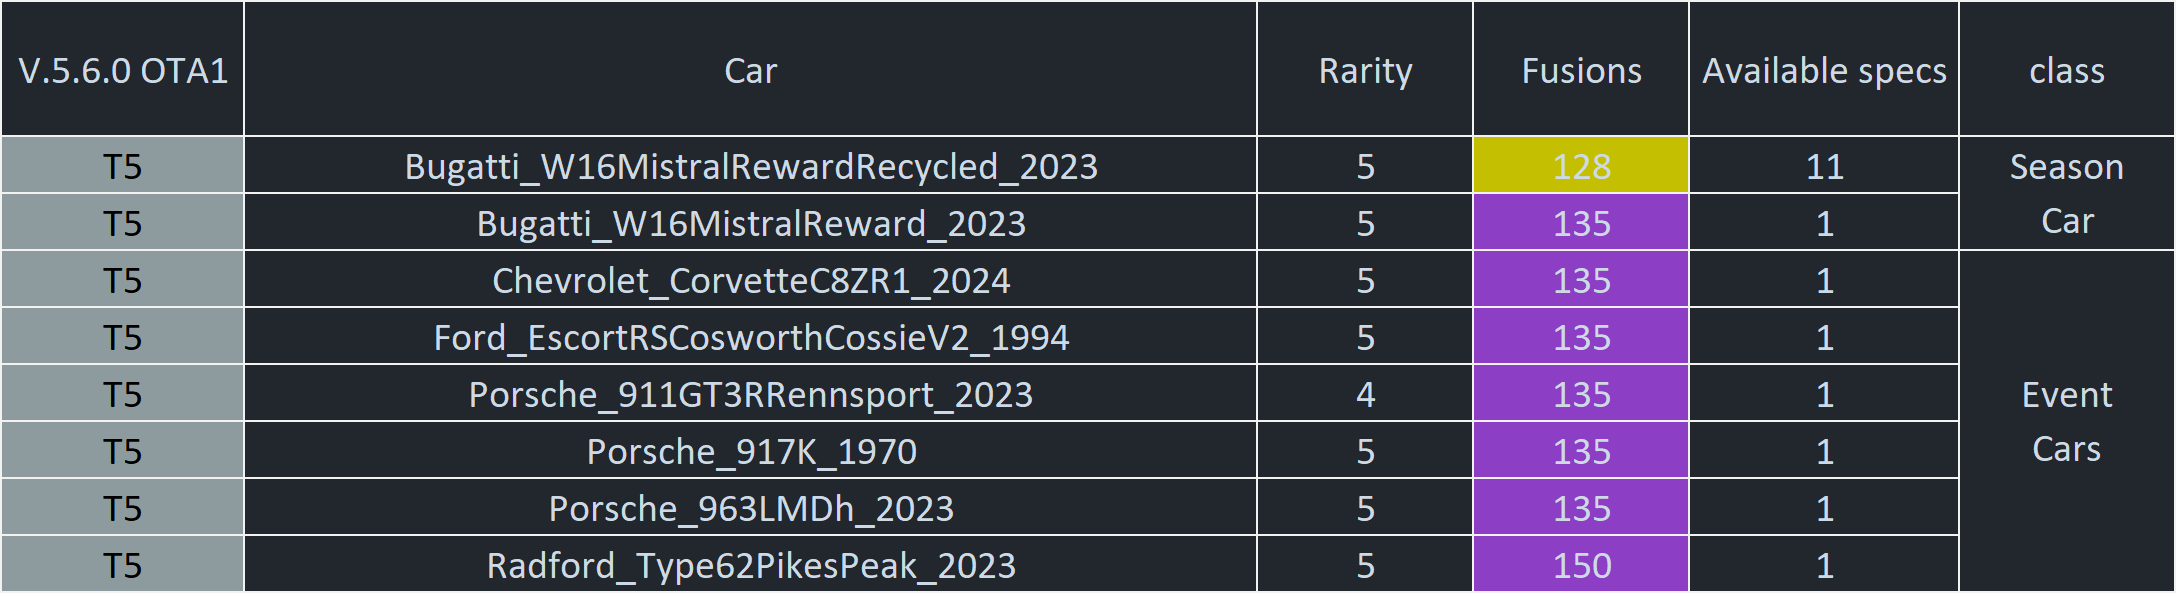 V.5.6.0 OTA1 Car Rarity Fusions Available specs class
T5 Bugatti_W16MistralRewardRecycled_2023 5 128 11 Season
T5 Bugatti_W16MistralReward_2023 5 135 1 Car
T5 Chevrolet_CorvetteC8ZR1_2024 5 135 1
T5 Ford_EscortRSCosworthCossieV2_1994 5 135 1
T5 Porsche_911GT3RRennsport_2023 4 135 1 Event
T5 Porsche_917K_1970 5 135 1 Cars
T5 Porsche_963LMDh_2023 5 135 1
T5 Radford_Type62PikesPeak_2023 5 150 1